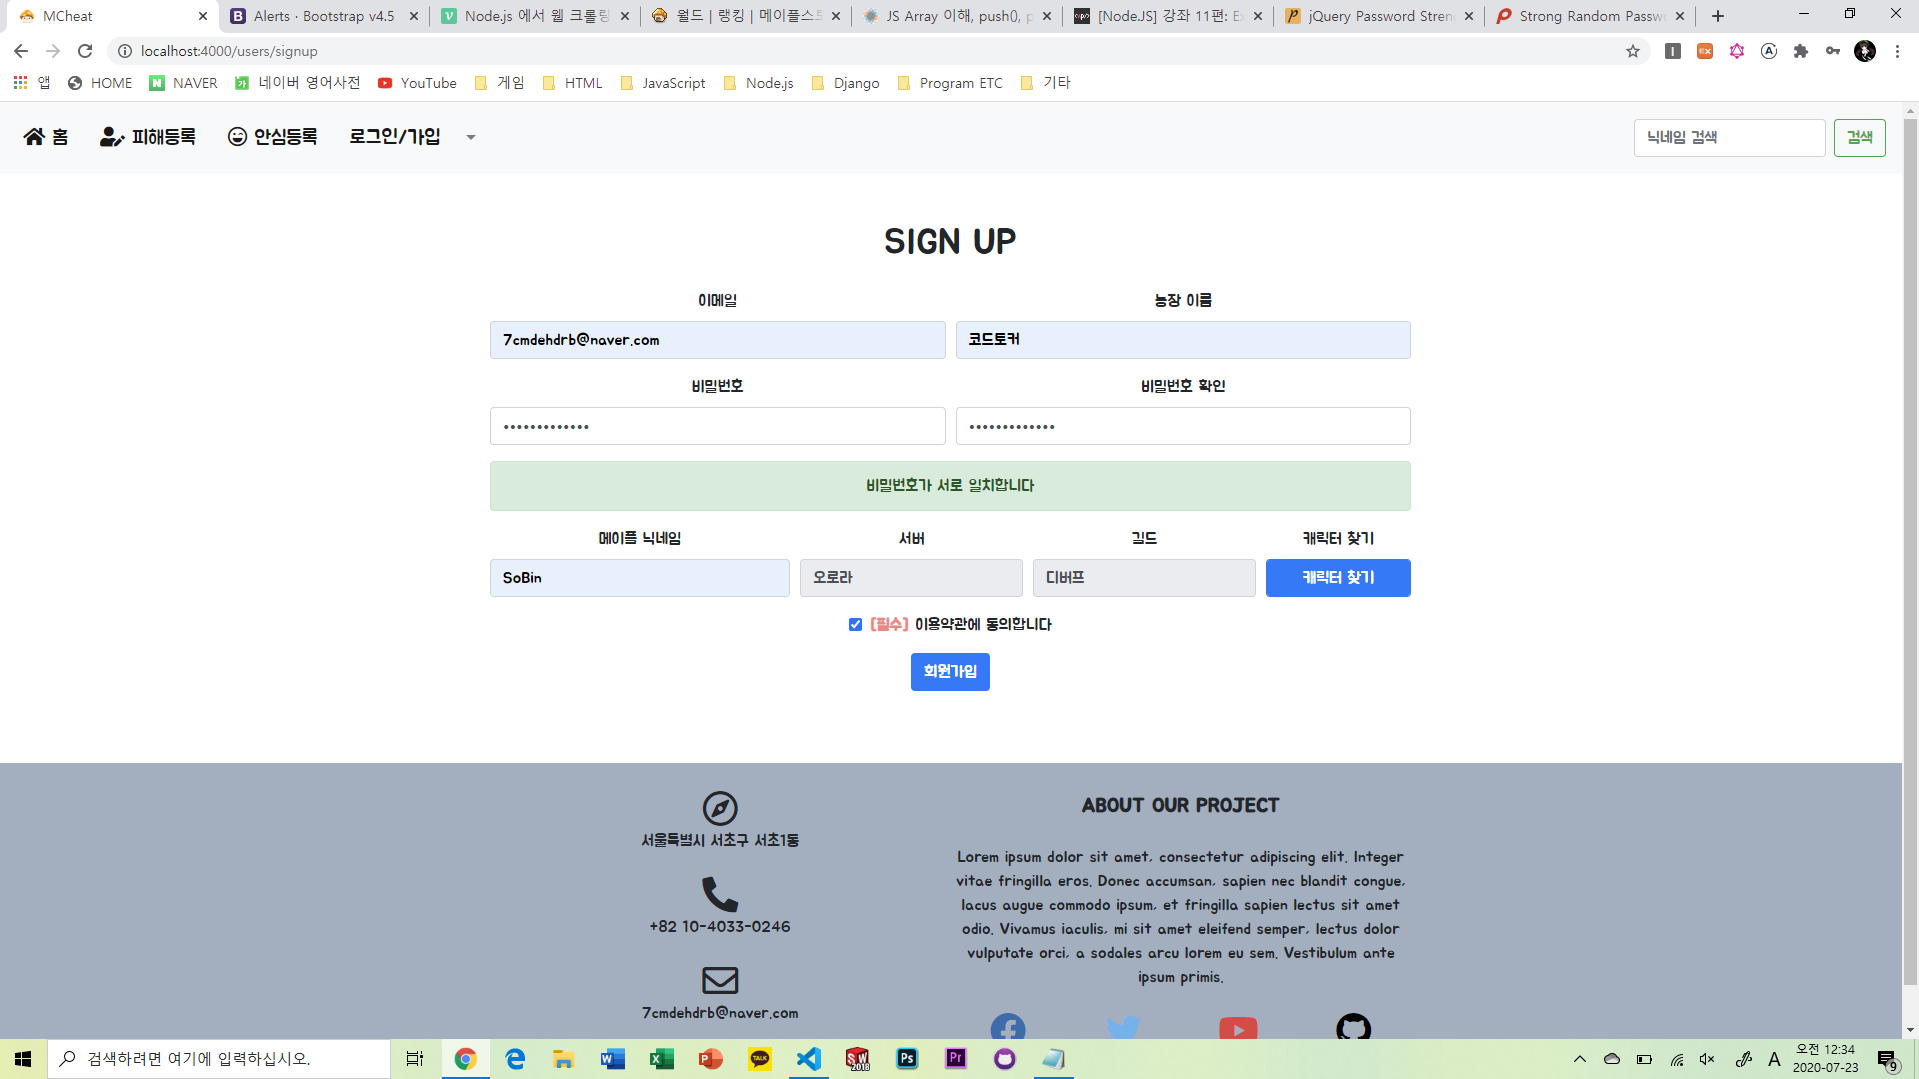 MCheat
Alerts · Bootstrap v4.5
Node.js 에서 웹 크롤링
월드 | 랭킹 | 메이플스토
JS Array 이해, push(), p
[Node.JS] 강좌 11편: Ex
jQuery Password Stren
Strong Random Passwo
localhost:4000/users/signup
앱 HOME NAVER 네이버 영어사전 YouTube 게임 HTML JavaScript Node.js Django Program ETC 기타
홈 피해등록 안심등록 로그인/가입 닉네임 검색 검색
SIGN UP
이메일 농장 이름
7cmdehdrb@naver.com 코드토커
비밀번호 비밀번호 확인
비밀번호가 서로 일치합니다
메이플 닉네임 서버 길드 캐릭터 찾기
SoBin 오로라 디버프 캐릭터 찾기
[필수] 이용약관에 동의합니다
회원가입
서울특별시 서초구 서초1동
+82 10-4033-0246
7cmdehdrb@naver.com
ABOUT OUR PROJECT
Lorem ipsum dolor sit amet, consectetur adipiscing elit. Integer
vitae fringilla eros. Donec accumsan, sapien nec blandit congue,
lacus augue commodo ipsum, et fringilla sapien lectus sit amet
odio. Vivamus iaculis, mi sit amet eleifend semper, lectus dolor
vulputate orci, a sodales arcu lorem eu sem. Vestibulum ante
ipsum primis.
검색하려면 여기에 입력하십시오.
A
오전 12:34
2020-07-23
9